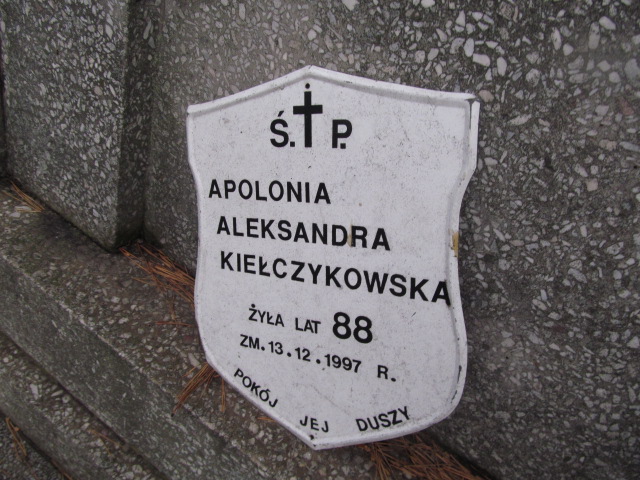 Ś. P.
APOLONIA
ALEKSANDRA
KIEŁCZYKOWSKA
ŻYŁA LAT 88
ZM. 13.12.1997 R.
POKÓJ JEJ DUSZY